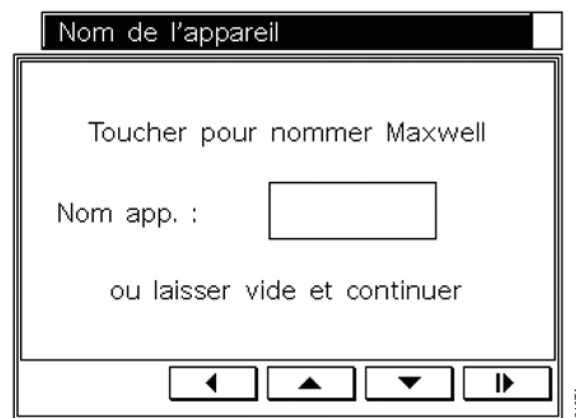 Nom de l'appareil
Toucher pour nommer Maxwell
Nom app. :
ou laisser vide et continuer